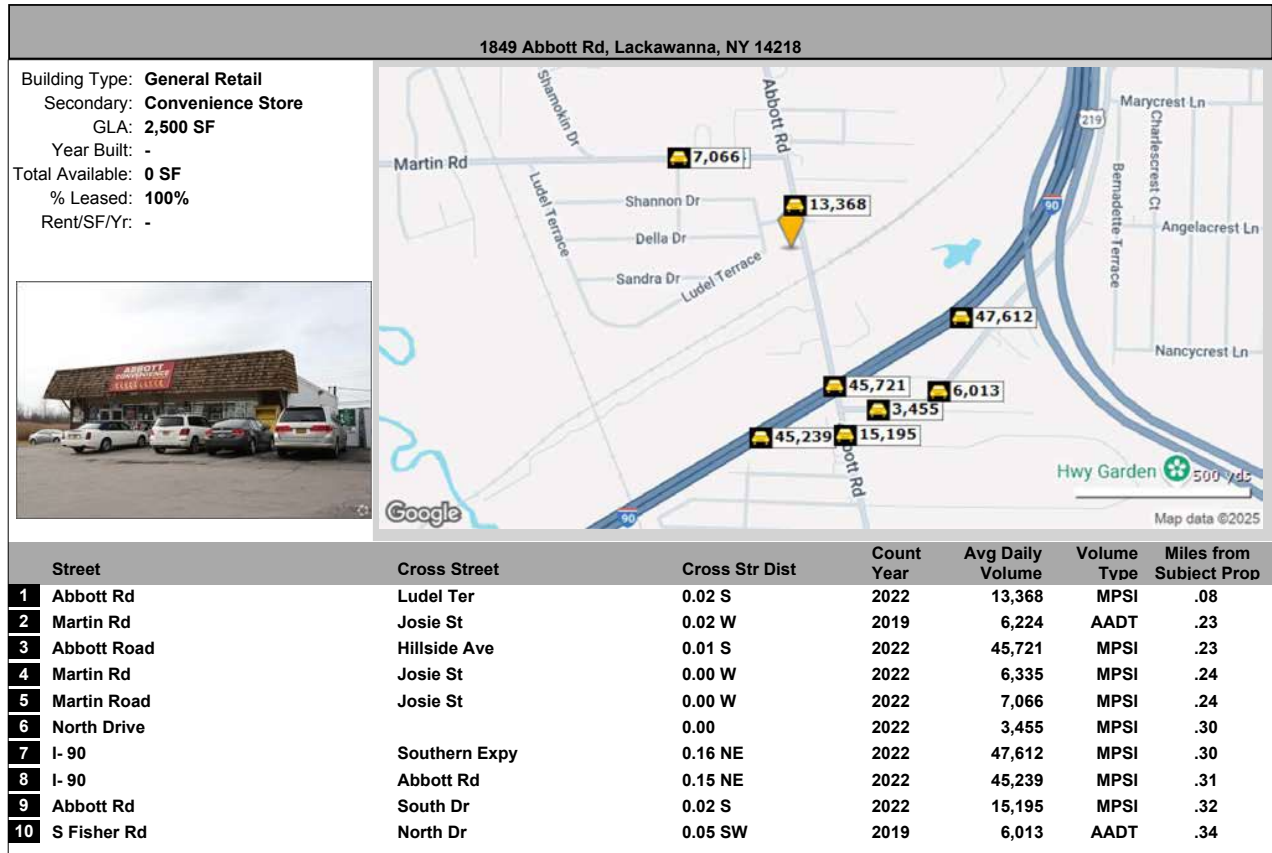 1849 Abbott Rd, Lackawanna, NY 14218
Building Type: General Retail
Secondary: Convenience Store
GLA: 2,500 SF
Year Built: -
Total Available: 0 SF
% Leased: 100%
Rent/SF/Yr: -
ABBOTT
CONVENIENCE
Shamokin Dr
Abbott Rd
Marycrest Ln
219
Charlescrest Ct
Martin Rd
7,066
Ludel Terrace
Shannon Dr
13,368
90
Bernadette Terrace
Angelacrest Ln
Della Dr
Sandra Dr
Ludel Terrace
47,612
Nancycrest Ln
45,721
6,013
3,455
45,239
15,195
bott Rd
Hwy Garden
500 yds
Google
90
Map data ©2025
Street Cross Street Cross Str Dist Count Year Avg Daily Volume Volume Type Miles from Subject Prop
1 Abbott Rd Ludel Ter 0.02 S 2022 13,368 MPSI .08
2 Martin Rd Josie St 0.02 W 2019 6,224 AADT .23
3 Abbott Road Hillside Ave 0.01 S 2022 45,721 MPSI .23
4 Martin Rd Josie St 0.00 W 2022 6,335 MPSI .24
5 Martin Road Josie St 0.00 W 2022 7,066 MPSI .24
6 North Drive 0.00 2022 3,455 MPSI .30
7 I- 90 Southern Expy 0.16 NE 2022 47,612 MPSI .30
8 I- 90 Abbott Rd 0.15 NE 2022 45,239 MPSI .31
9 Abbott Rd South Dr 0.02 S 2022 15,195 MPSI .32
10 S Fisher Rd North Dr 0.05 SW 2019 6,013 AADT .34